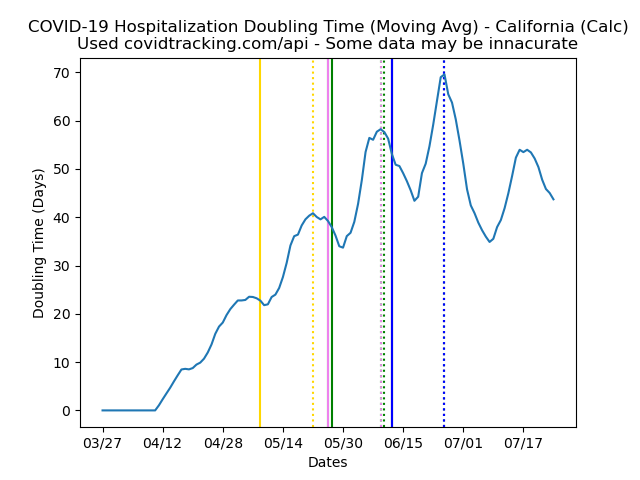 COVID-19 Hospitalization Doubling Time (Moving Avg) - California (Calc)
Used covidtracking.com/api - Some data may be innacurate
Doubling Time (Days)
70
60
50
40
30
20
10
0
03/27 04/12 04/28 05/14 05/30 06/15 07/01 07/17
Dates